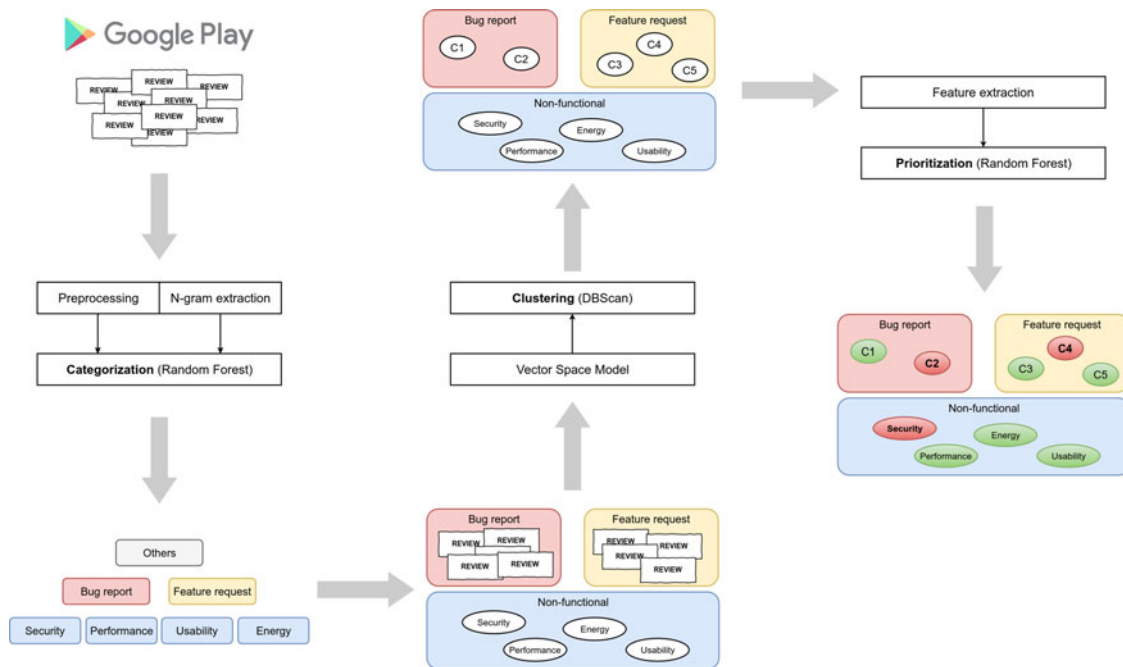 Google Play
REVIEW
REVIEW
REVIEW
REVIEW
REVIEW
REVIEW
REVIEW
REVIEW
REVIEW
Preprocessing
N-gram extraction
Categorization (Random Forest)
Others
Bug report
Feature request
Security
Performance
Usability
Energy
Bug report
REVIEW
REVIEW
REVIEW
REVIEW
Feature request
REVIEW
REVIEW
REVIEW
REVIEW
Non-functional
Security
Energy
Performance
Usability
Vector Space Model
Clustering (DBScan)
Bug report
C1
C2
Feature request
C4
C3
C5
Non-functional
Security
Energy
Performance
Usability
Feature extraction
Prioritization (Random Forest)
Bug report
C1
C2
Feature request
C4
C3
C5
Non-functional
Security
Energy
Performance
Usability